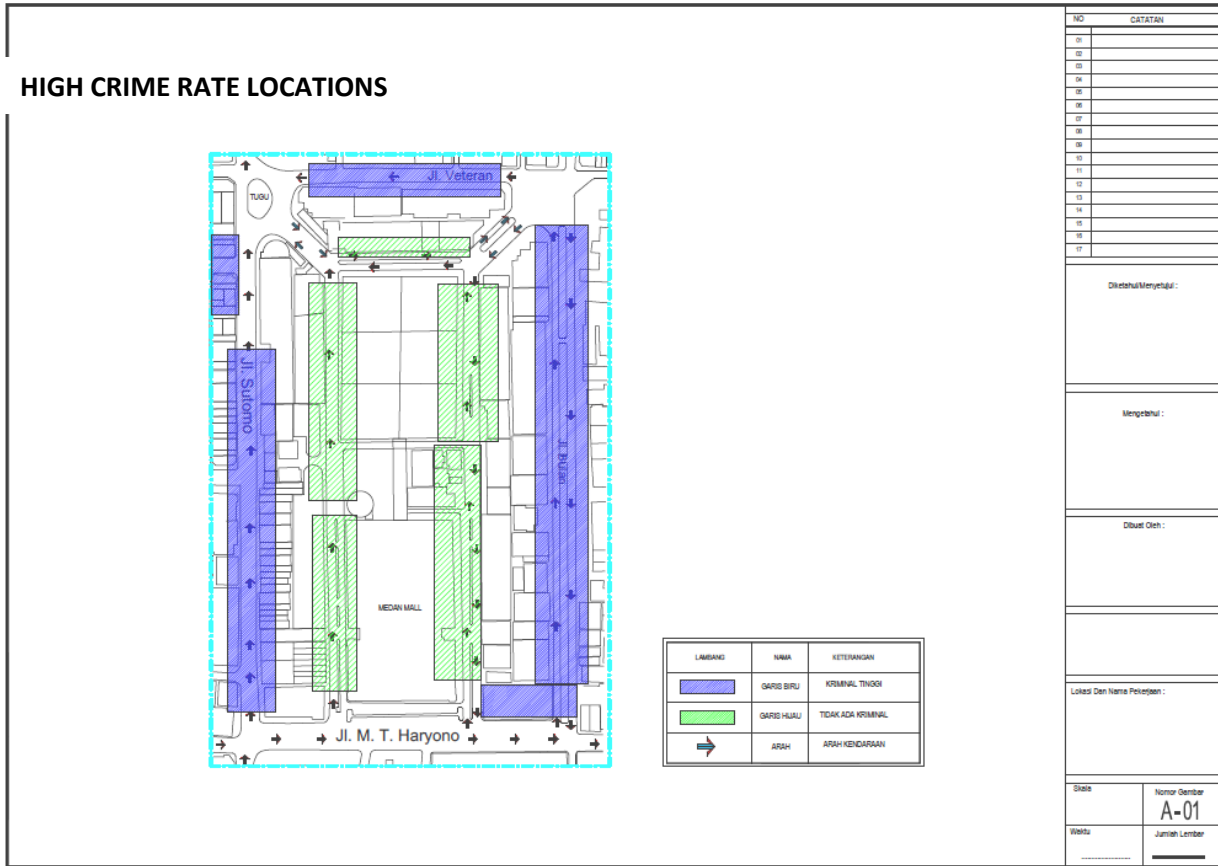 HIGH CRIME RATE LOCATIONS
Jl. Veteran
TUGU
Jl. Sutomo
Jl. Bulan
MEDAN MALL
Jl. M. T. Haryono
LAMBANG NAMA KETERANGAN
GARIS BIRU KRIMINAL TINGGI
GARIS HIJAU TIDAK ADA KRIMINAL
ARAH ARAH KENDARAAN
NO CATATAN
01
02
03
04
05
06
07
08
09
10
11
12
13
14
15
16
17
Diketahui/Menyetujui :
Mengetahui :
Dibuat Oleh :
Lokasi Dan Nama Pekerjaan :
Skala Nomor Gambar
A-01
Waktu Jumlah Lembar